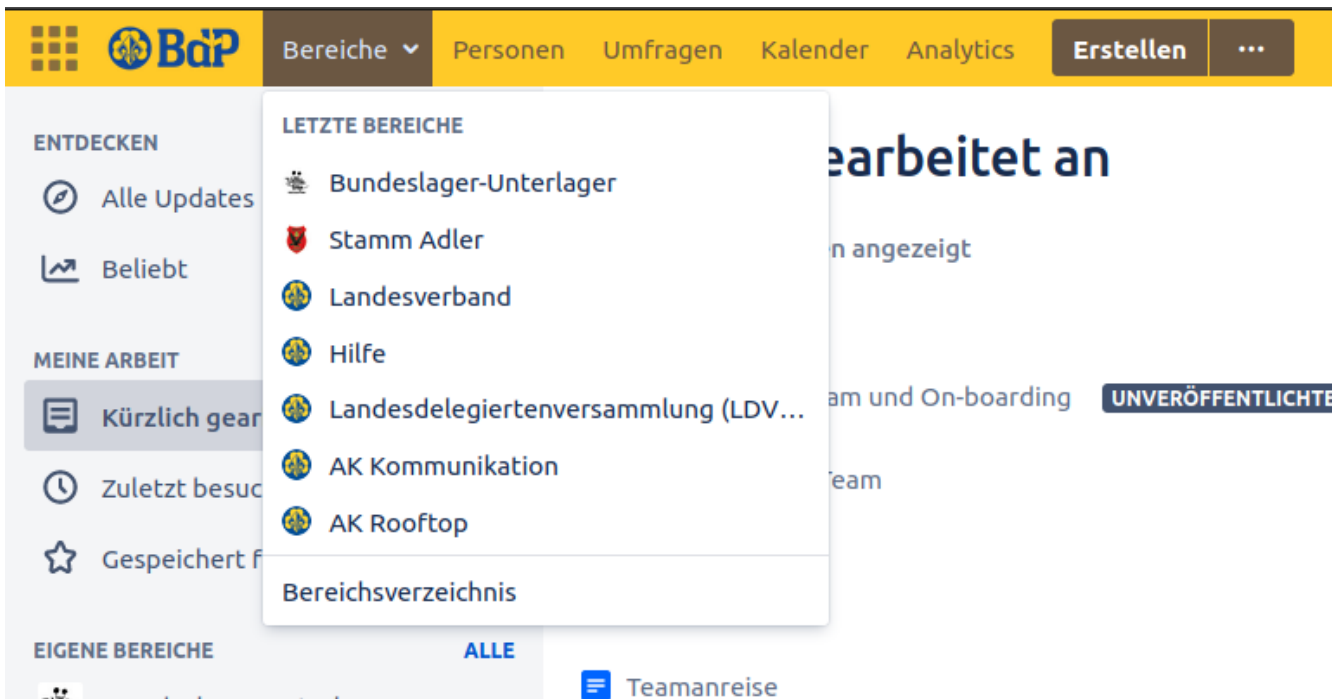 BdP Bereiche Personen Umfragen Kalender Analytics Erstellen ...
ENTDECKEN
Alle Updates
Beliebt
MEINE ARBEIT
Kürzlich gear
Zuletzt besuc
Gespeichert f
EIGENE BEREICHE ALLE
LETZTE BEREICHE
Bundeslager-Unterlager
Stamm Adler
Landesverband
Hilfe
Landesdelegiertenversammlung (LDV...
AK Kommunikation
AK Rooftop
Bereichsverzeichnis
earbeitet an
n angezeigt
am und On-boarding UNVERÖFFENTLICHTE
Team
Teamanreise